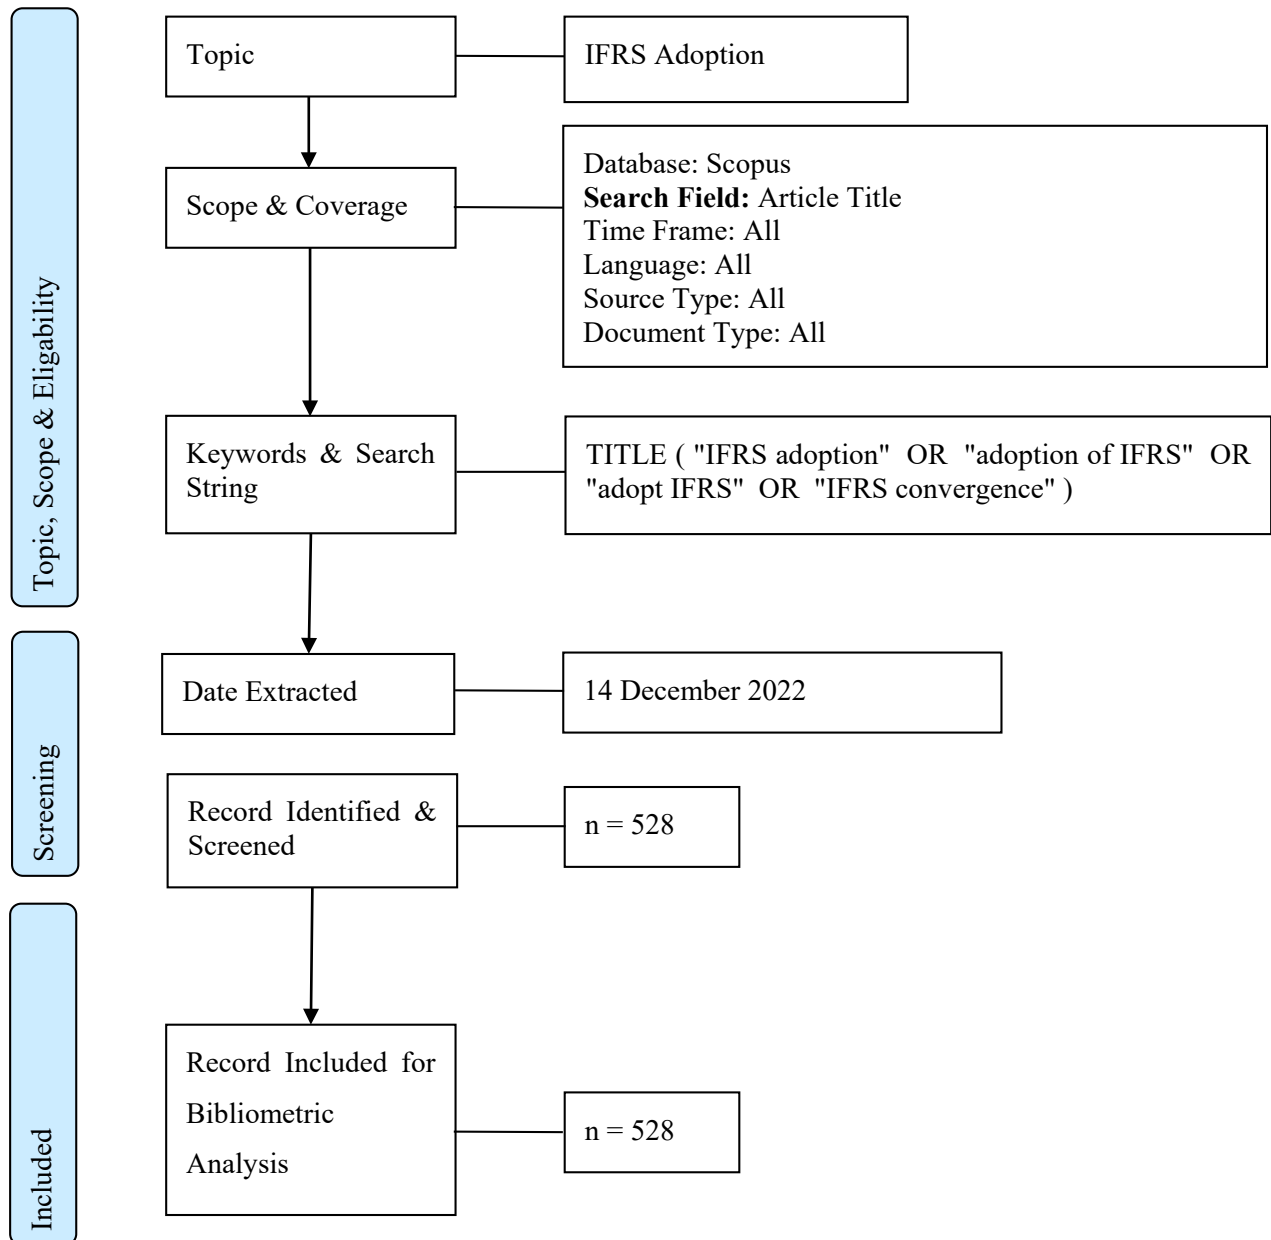 Topic, Scope & Eligability
Topic
IFRS Adoption
Scope & Coverage
Database: Scopus
Search Field: Article Title
Time Frame: All
Language: All
Source Type: All
Document Type: All
Keywords & Search
String
TITLE ( "IFRS adoption" OR "adoption of IFRS" OR
"adopt IFRS" OR "IFRS convergence" )
Screening
Date Extracted
14 December 2022
Record Identified &
Screened
n = 528
Included
Record Included for
Bibliometric
Analysis
n = 528